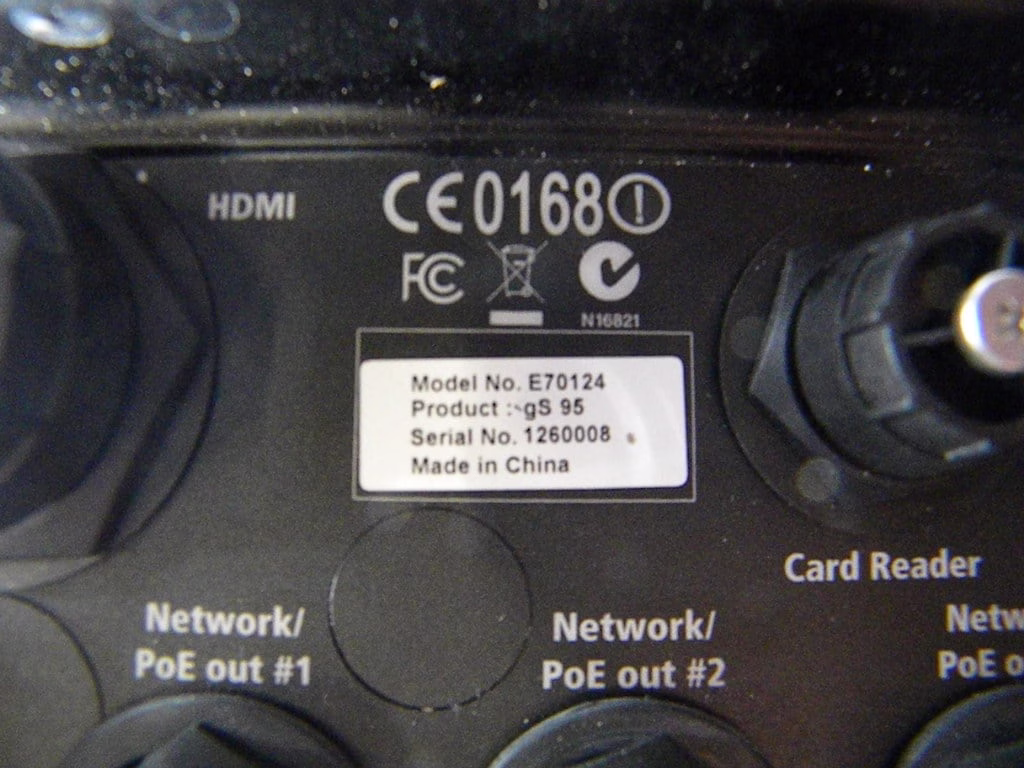 HDMI
CE0168
FC
N16821
Model No. E70124
Product : gS 95
Serial No. 1260008
Made in China
Card Reader
Network/
PoE out #1
Network/
PoE out #2
Netw
PoE o